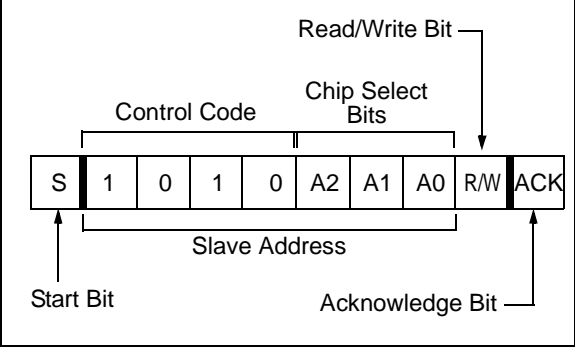 Read/Write Bit
Control Code
Chip Select
Bits
S 1 0 1 0 A2 A1 A0 R/W ACK
Slave Address
Start Bit
Acknowledge Bit